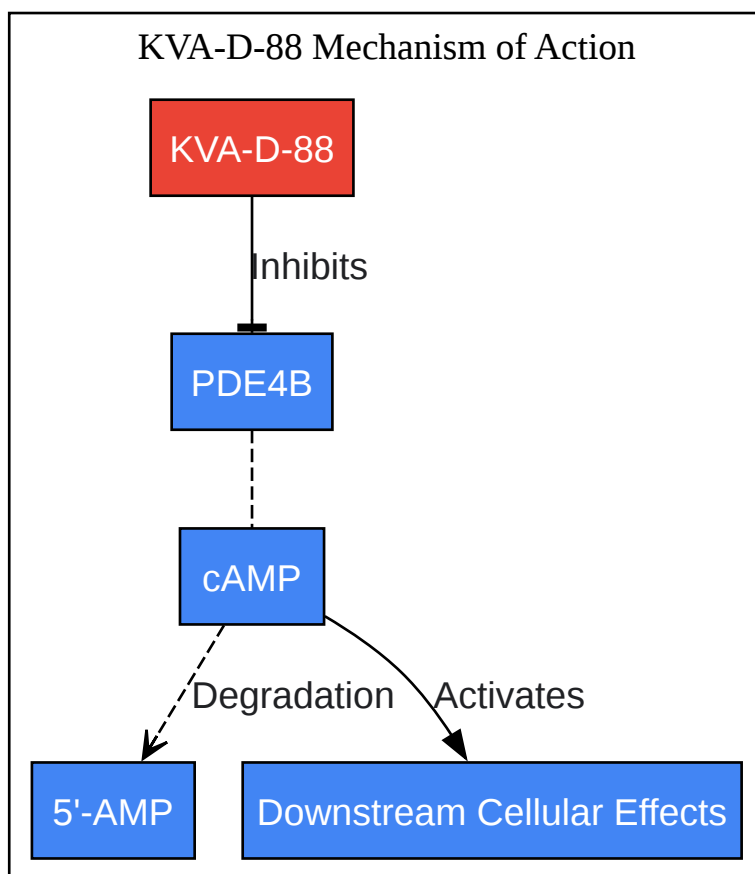 KVA-D-88 Mechanism of Action
KVA-D-88
Inhibits
PDE4B
cAMP
Degradation
Activates
5'-AMP
Downstream Cellular Effects